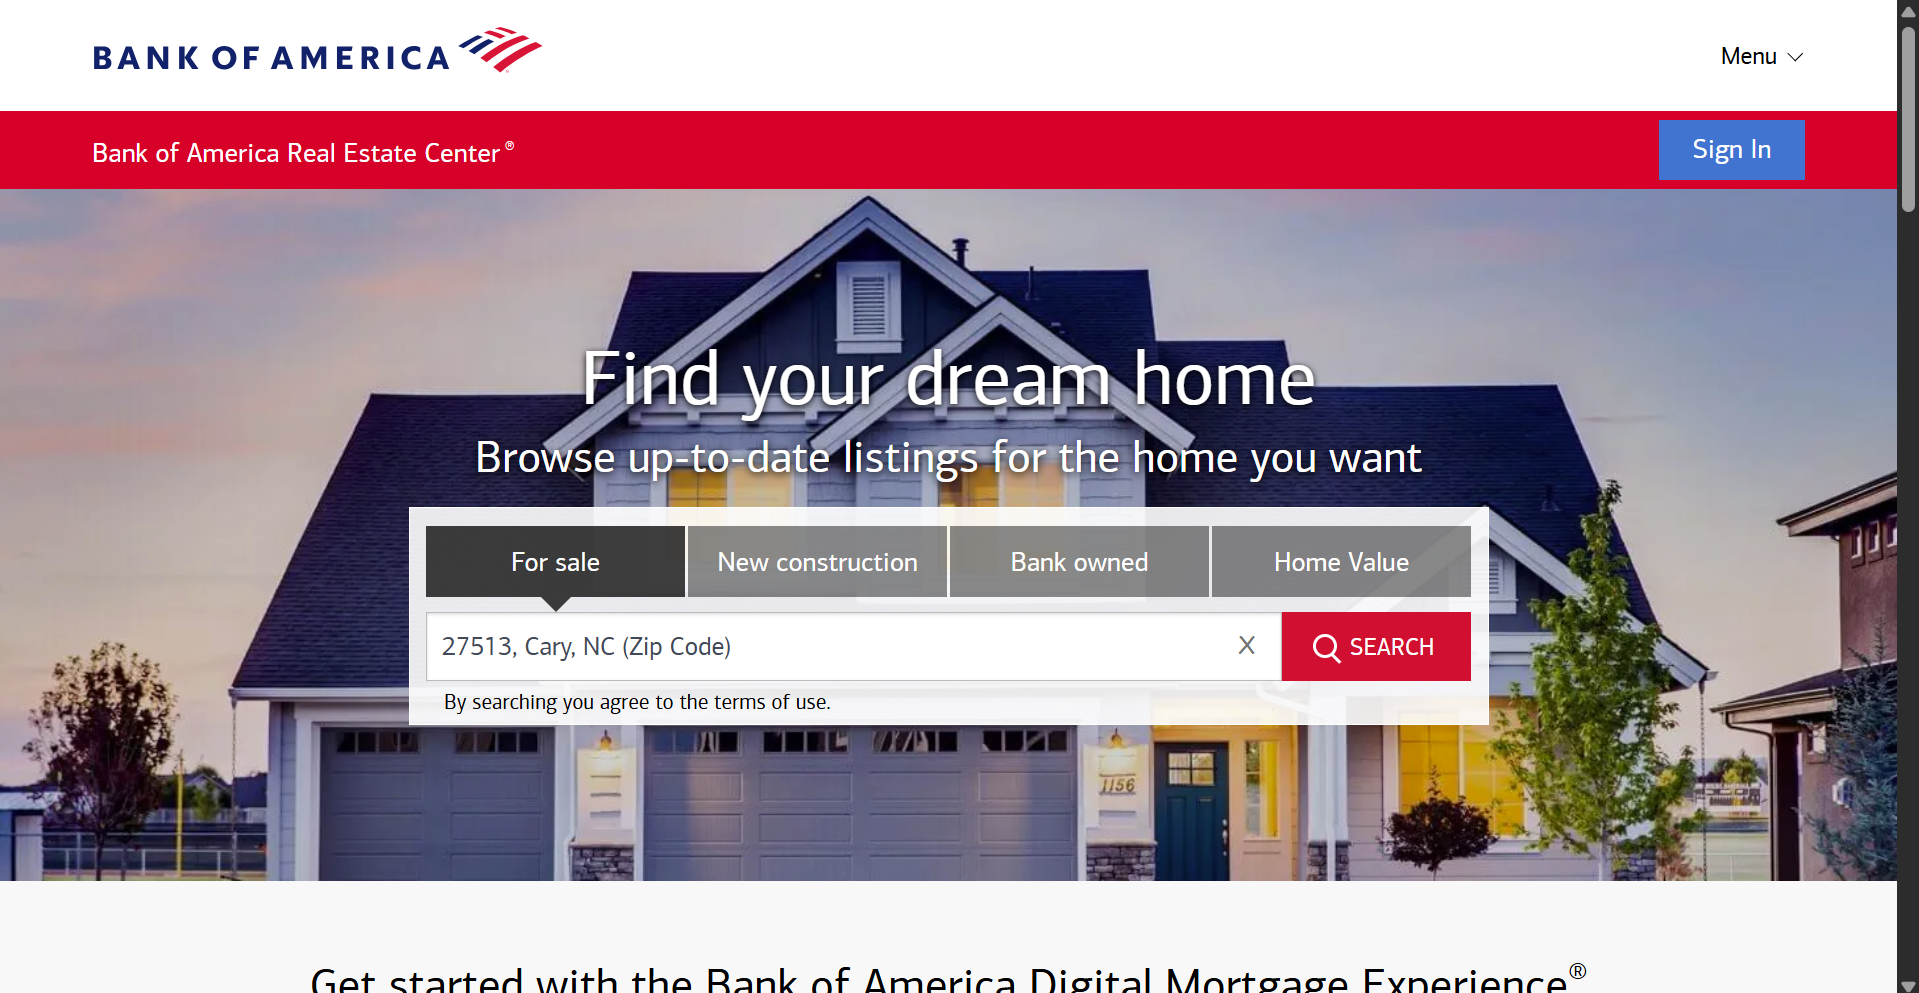 BANK OF AMERICA
Menu
Bank of America Real Estate Center®
Sign In
Find your dream home
Browse up-to-date listings for the home you want
For sale
New construction
Bank owned
Home Value
27513, Cary, NC (Zip Code)
X
SEARCH
By searching you agree to the terms of use.
1156
Get started with the Bank of America Digital Mortgage Experience®